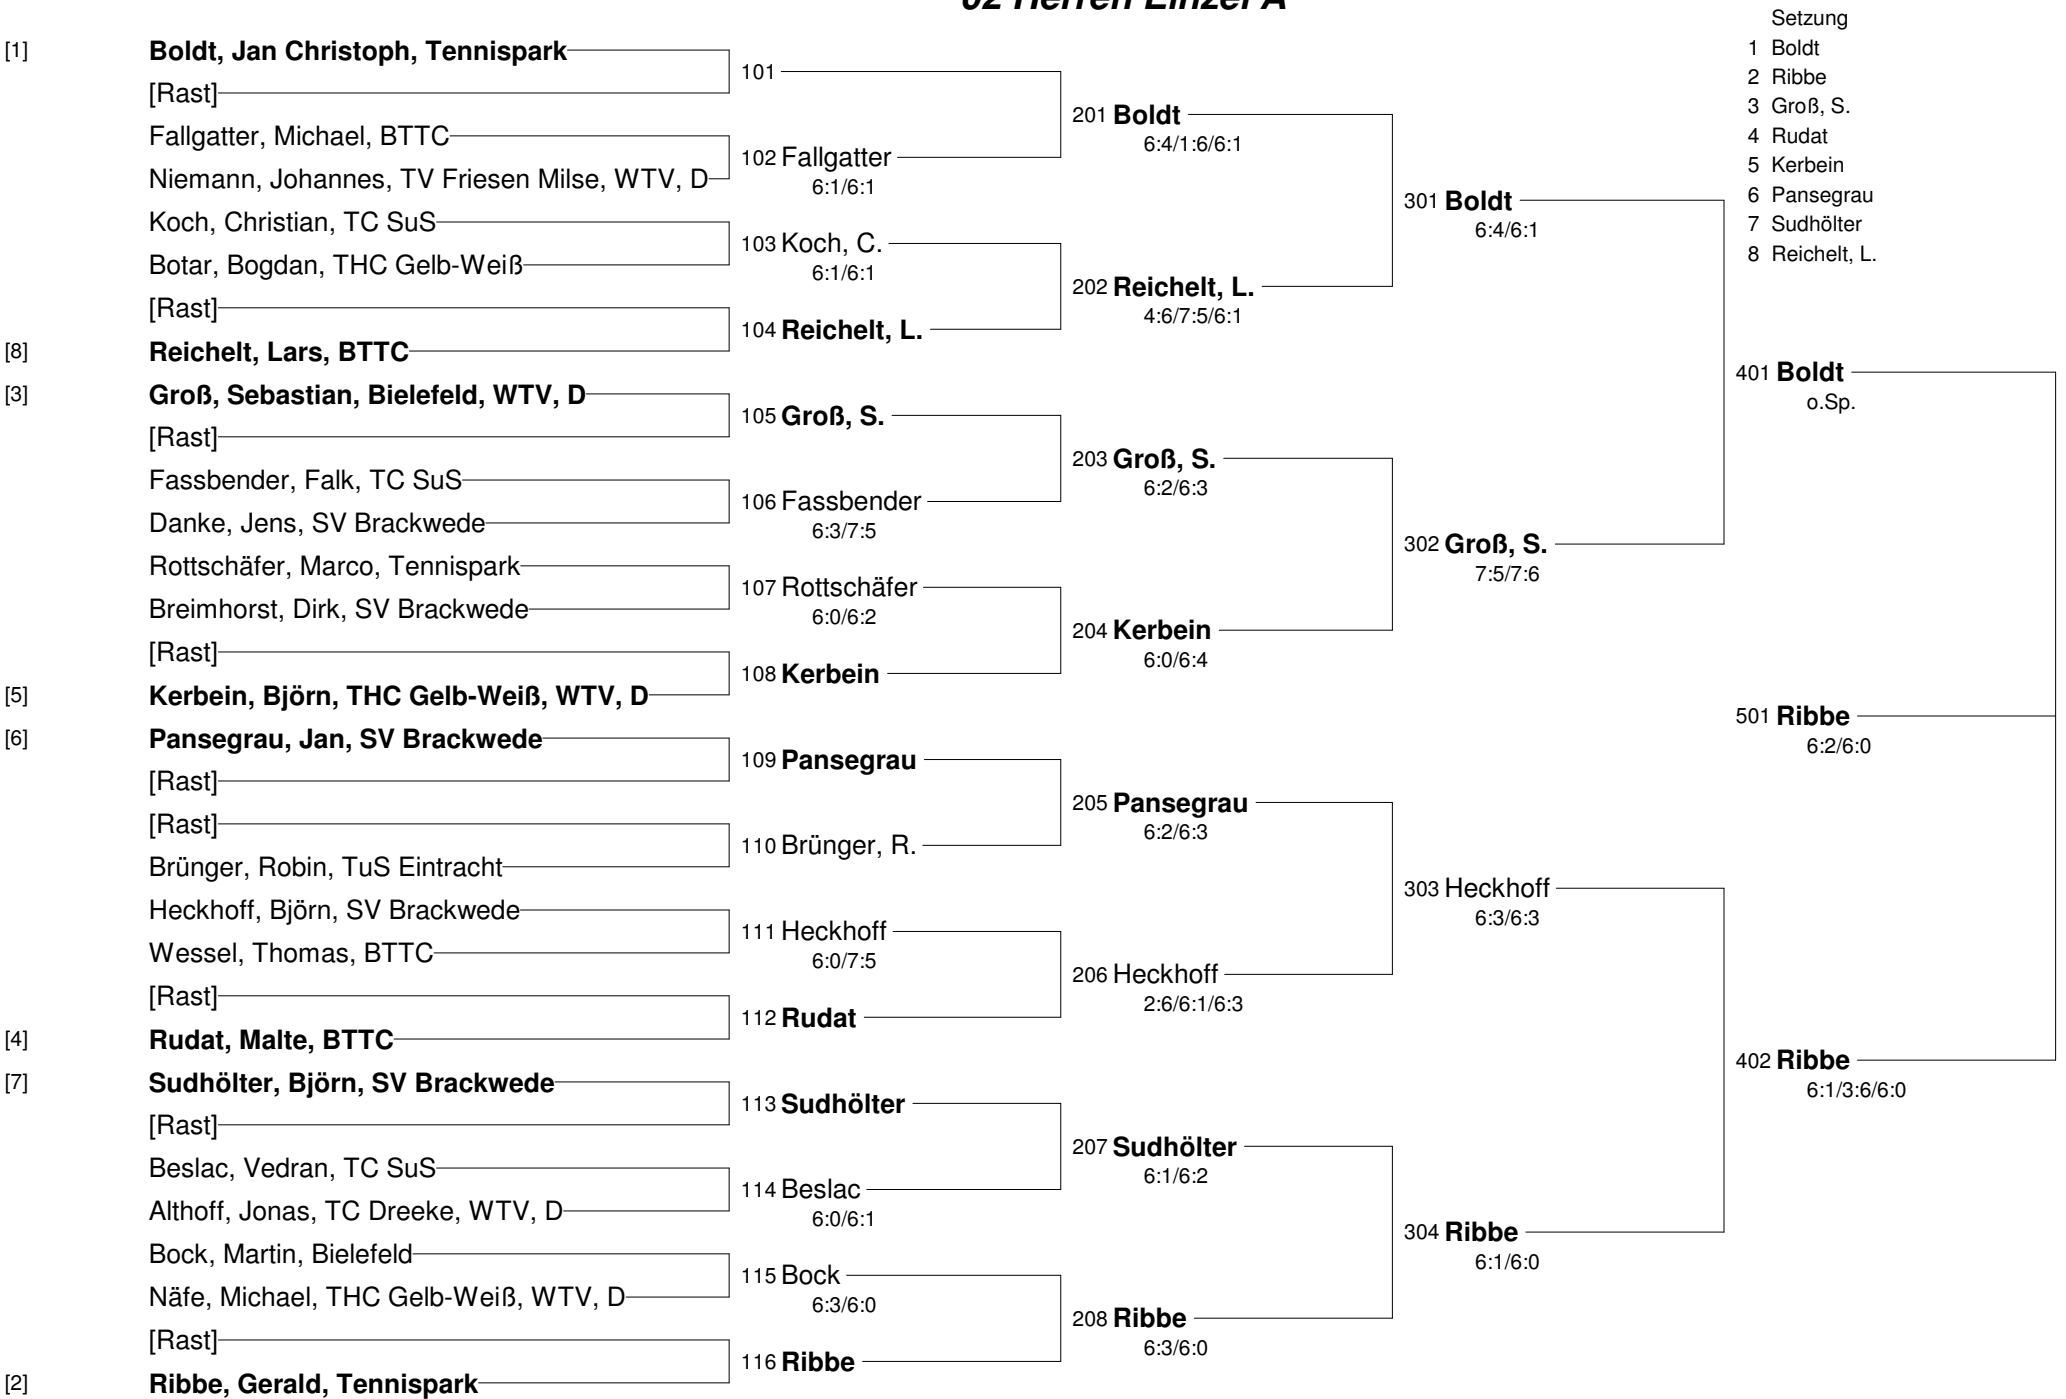 02 Herren Einzel A
[1] Boldt, Jan Christoph, Tennispark
[Rast]
Fallgatter, Michael, BTTC
Niemann, Johannes, TV Friesen Milse, WTV, D
Koch, Christian, TC SuS
Botar, Bogdan, THC Gelb-Weiß
[Rast]
[8] Reichelt, Lars, BTTC
[3] Groß, Sebastian, Bielefeld, WTV, D
[Rast]
Fassbender, Falk, TC SuS
Danke, Jens, SV Brackwede
Rottschäfer, Marco, Tennispark
Breimhorst, Dirk, SV Brackwede
[Rast]
[5] Kerbein, Björn, THC Gelb-Weiß, WTV, D
[6] Pansegrau, Jan, SV Brackwede
[Rast]
[Rast]
Brünger, Robin, TuS Eintracht
Heckhoff, Björn, SV Brackwede
Wessel, Thomas, BTTC
[Rast]
[4] Rudat, Malte, BTTC
[7] Sudhölter, Björn, SV Brackwede
[Rast]
Beslac, Vedran, TC SuS
Althoff, Jonas, TC Dreeke, WTV, D
Bock, Martin, Bielefeld
Näfe, Michael, THC Gelb-Weiß, WTV, D
[Rast]
[2] Ribbe, Gerald, Tennispark
101
102 Fallgatter
6:1/6:1
103 Koch, C.
6:1/6:1
104 Reichelt, L.
105 Groß, S.
106 Fassbender
6:3/7:5
107 Rottschäfer
6:0/6:2
108 Kerbein
109 Pansegrau
110 Brünger, R.
111 Heckhoff
6:0/7:5
112 Rudat
113 Sudhölter
114 Beslac
6:0/6:1
115 Bock
6:3/6:0
116 Ribbe
201 Boldt
6:4/1:6/6:1
202 Reichelt, L.
4:6/7:5/6:1
203 Groß, S.
6:2/6:3
204 Kerbein
6:0/6:4
205 Pansegrau
6:2/6:3
206 Heckhoff
2:6/6:1/6:3
207 Sudhölter
6:1/6:2
208 Ribbe
6:3/6:0
301 Boldt
6:4/6:1
302 Groß, S.
7:5/7:6
303 Heckhoff
6:3/6:3
304 Ribbe
6:1/6:0
401 Boldt
o.Sp.
501 Ribbe
6:2/6:0
402 Ribbe
6:1/3:6/6:0
Setzung
1 Boldt
2 Ribbe
3 Groß, S.
4 Rudat
5 Kerbein
6 Pansegrau
7 Sudhölter
8 Reichelt, L.